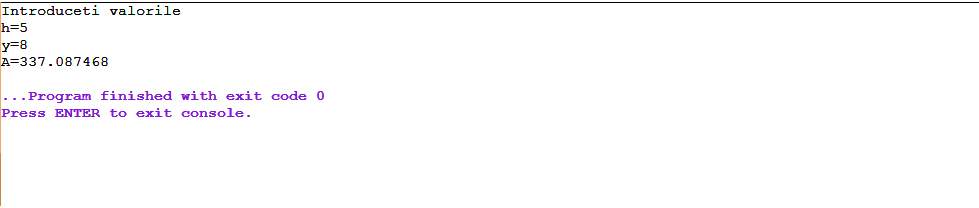 Introduceti valorile
h=5
y=8
A=337.087468
...Program finished with exit code 0
Press ENTER to exit console.